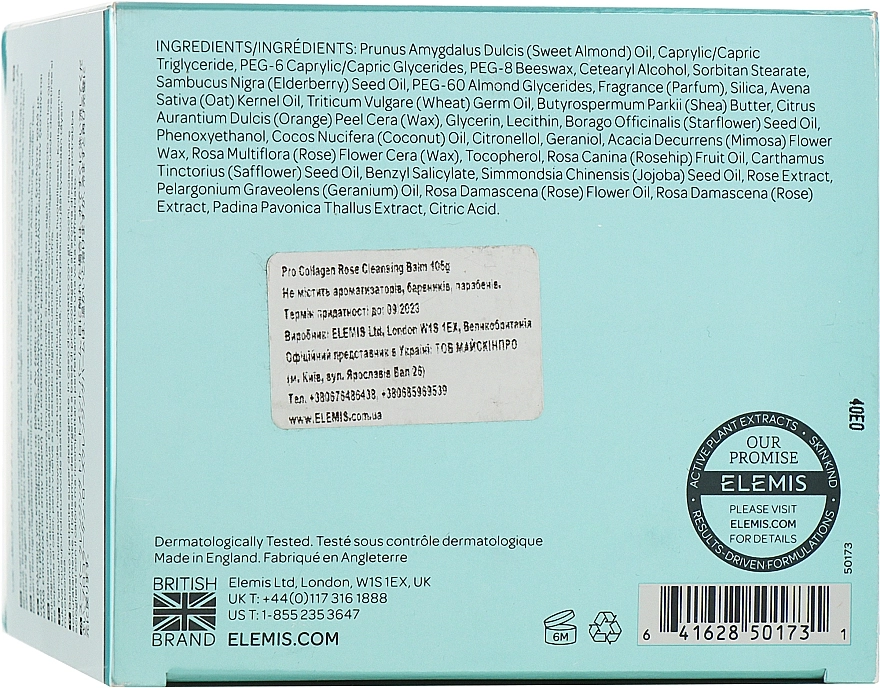 INGREDIENTS/INGRÉDIENTS: Prunus Amygdalus Dulcis (Sweet Almond) Oil, Caprylic/Capric
Triglyceride, PEG-6 Caprylic/Capric Glycerides, PEG-8 Beeswax, Cetearyl Alcohol, Sorbitan Stearate,
Sambucus Nigra (Elderberry) Seed Oil, PEG-60 Almond Glycerides, Fragrance (Parfum), Silica, Avena
Sativa (Oat) Kernel Oil, Triticum Vulgare (Wheat) Germ Oil, Butyrospermum Parkii (Shea) Butter, Citrus
Aurantium Dulcis (Orange) Peel Cera (Wax), Glycerin, Lecithin, Borago Officinalis (Starflower) Seed Oil,
Phenoxyethanol, Cocos Nucifera (Coconut) Oil, Citronellol, Geraniol, Acacia Decurrens (Mimosa) Flower
Wax, Rosa Multiflora (Rose) Flower Cera (Wax), Tocopherol, Rosa Canina (Rosehip) Fruit Oil, Carthamus
Tinctorius (Safflower) Seed Oil, Benzyl Salicylate, Simmondsia Chinensis (Jojoba) Seed Oil, Rose Extract,
Pelargonium Graveolens (Geranium) Oil, Rosa Damascena (Rose) Flower Oil, Rosa Damascena (Rose)
Extract, Padina Pavonica Thallus Extract, Citric Acid.
Pro Collagen Rose Cleansing Balm 105g
Не містить ароматизаторів, барвників, парабенів.
Термін придатності до: 09.2023
Виробник: ELEMIS Ltd, London W1S 1EX, Великобританія
Офіційний представник в Україні: ТОВ МАЙСКІНПРО
(м. Київ, вул. Ярославів Вал 26)
Тел. +380676486438, +380685969539
www.ELEMIS.com.ua
40E0
ACTIVE PLANT EXTRACTS • SKIN KIND • RESULTS-DRIVEN FORMULATIONS
OUR
PROMISE
ELEMIS
PLEASE VISIT
ELEMIS.COM
FOR DETAILS
50173
Dermatologically Tested. Testé sous contrôle dermatologique
Made in England. Fabriqué en Angleterre
BRITISH
BRAND
Elemis Ltd, London, W1S 1EX, UK
UK T: +44(0)117 316 1888
US T: 1-855 235 3647
ELEMIS.COM
6M
6 41628 50173 1